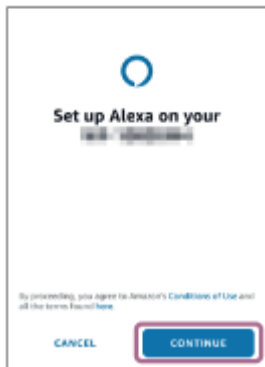 Set up Alexa on your
By proceeding, you agree to Amazon's Conditions of Use and
all the terms found here.
CANCEL
CONTINUE